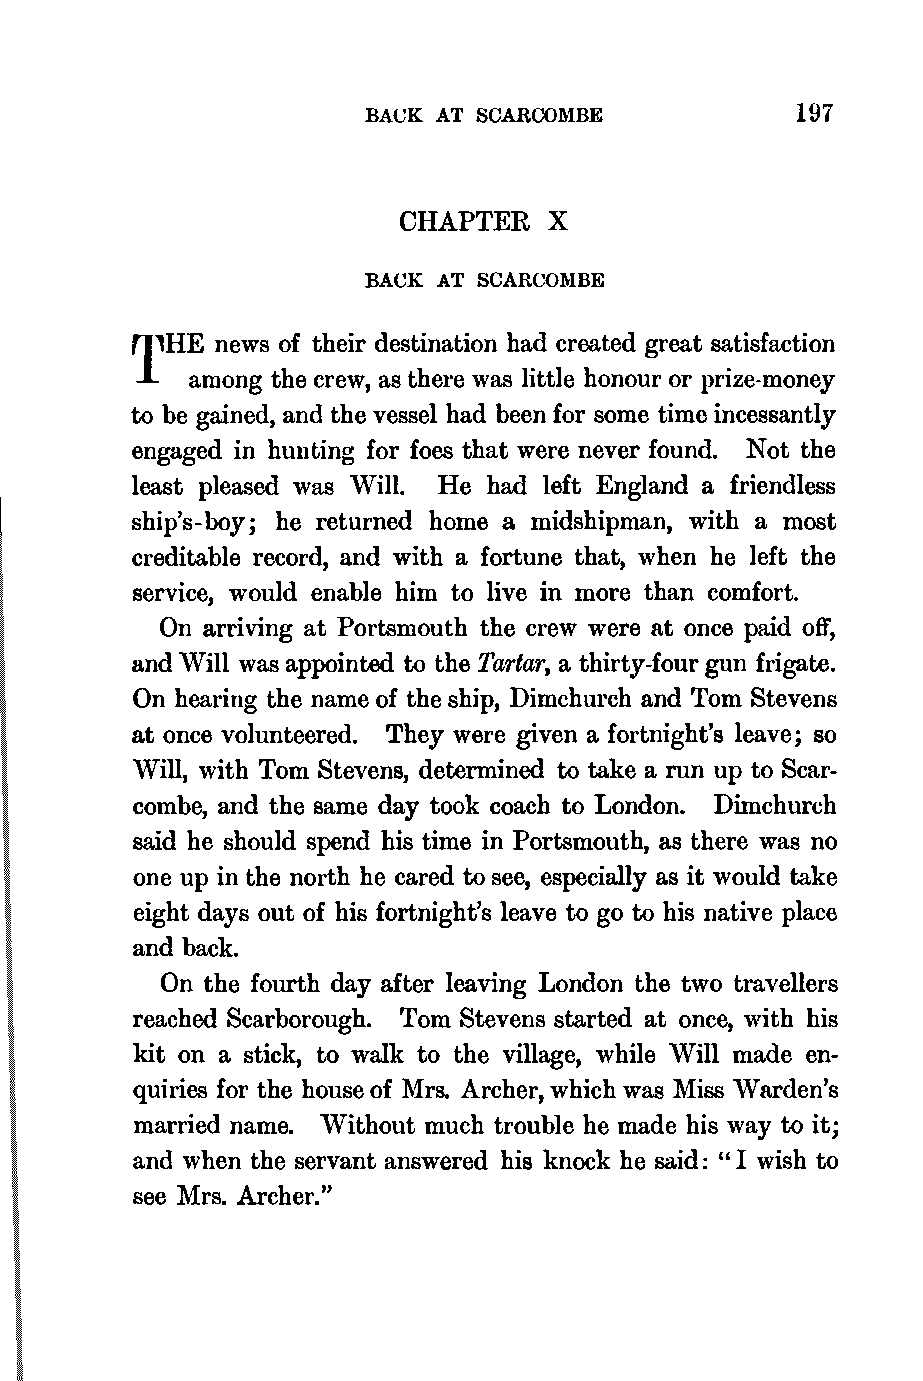 BACK AT SCARCOMBE 197
CHAPTER X
BACK AT SCARCOMBE
THE news of their destination had created great satisfaction
among the crew, as there was little honour or prize-money
to be gained, and the vessel had been for some time incessantly
engaged in hunting for foes that were never found. Not the
least pleased was Will. He had left England a friendless
ship's-boy; he returned home a midshipman, with a most
creditable record, and with a fortune that, when he left the
service, would enable him to live in more than comfort.
On arriving at Portsmouth the crew were at once paid off,
and Will was appointed to the Tartar, a thirty-four gun frigate.
On hearing the name of the ship, Dimchurch and Tom Stevens
at once volunteered. They were given a fortnight's leave; so
Will, with Tom Stevens, determined to take a run up to Scar-
combe, and the same day took coach to London. Dimchurch
said he should spend his time in Portsmouth, as there was no
one up in the north he cared to see, especially as it would take
eight days out of his fortnight's leave to go to his native place
and back.
On the fourth day after leaving London the two travellers
reached Scarborough. Tom Stevens started at once, with his
kit on a stick, to walk to the village, while Will made en-
quiries for the house of Mrs. Archer, which was Miss Warden's
married name. Without much trouble he made his way to it;
and when the servant answered his knock he said: "I wish to
see Mrs. Archer."